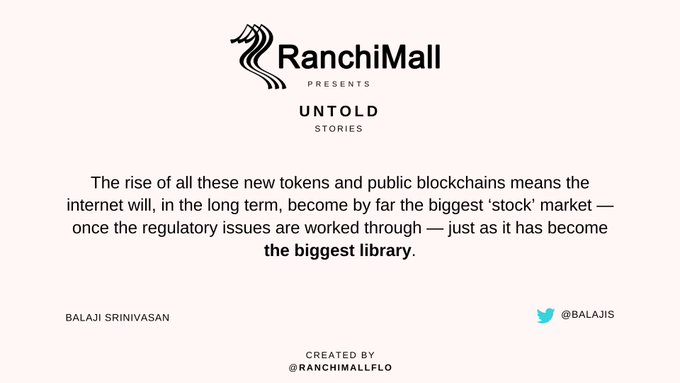 RanchiMall
PRESENTS
UNTOLD
STORIES
The rise of all these new tokens and public blockchains means the
internet will, in the long term, become by far the biggest ‘stock’ market —
once the regulatory issues are worked through — just as it has become
the biggest library.
BALAJI SRINIVASAN
@BALAJIS
CREATED BY
@RANCHIMALLFLO